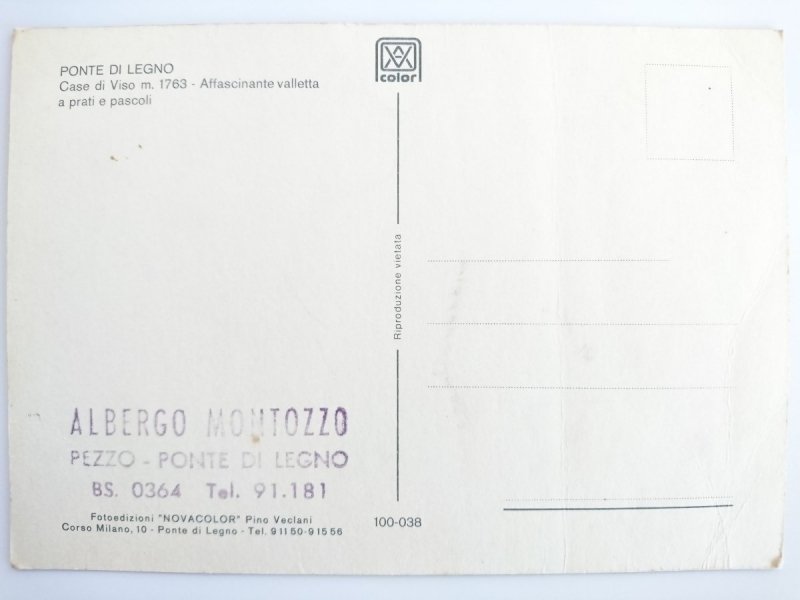 PONTE DI LEGNO
Case di Viso m. 1763 - Affascinante valletta
a prati e pascoli
color
Riproduzione vietata
ALBERGO MONTOZZO
PEZZO - PONTE DI LEGNO
BS. 0364 Tel. 91.181
Fotoedizioni "NOVACOLOR" Pino Veclani
Corso Milano, 10 - Ponte di Legno - Tel. 91150-91556
100-038